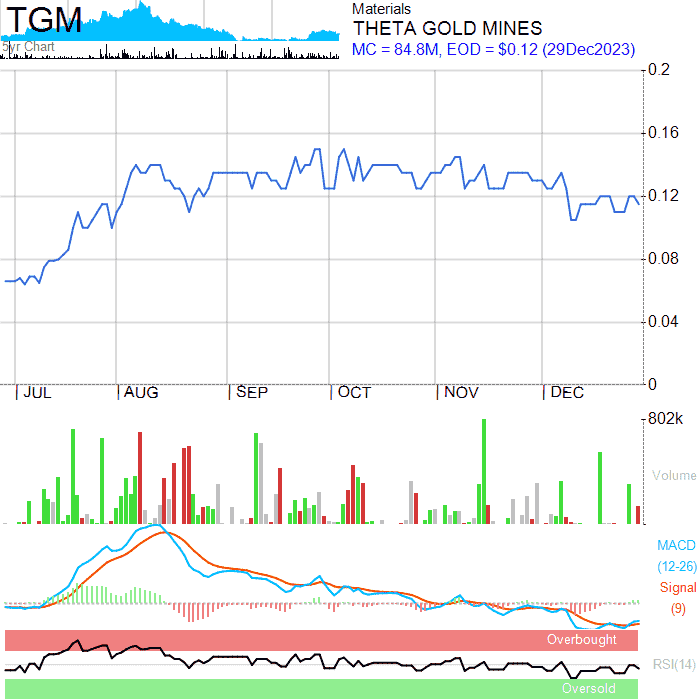 TGM
5yr Chart
Materials
THETA GOLD MINES
MC = 84.8M, EOD = $0.12 (29Dec2023)
0.2
0.16
0.12
0.08
0.04
0
JUL AUG SEP OCT NOV DEC
802k
Volume
MACD
(12-26)
Signal
(9)
Overbought
RSI(14)
Oversold